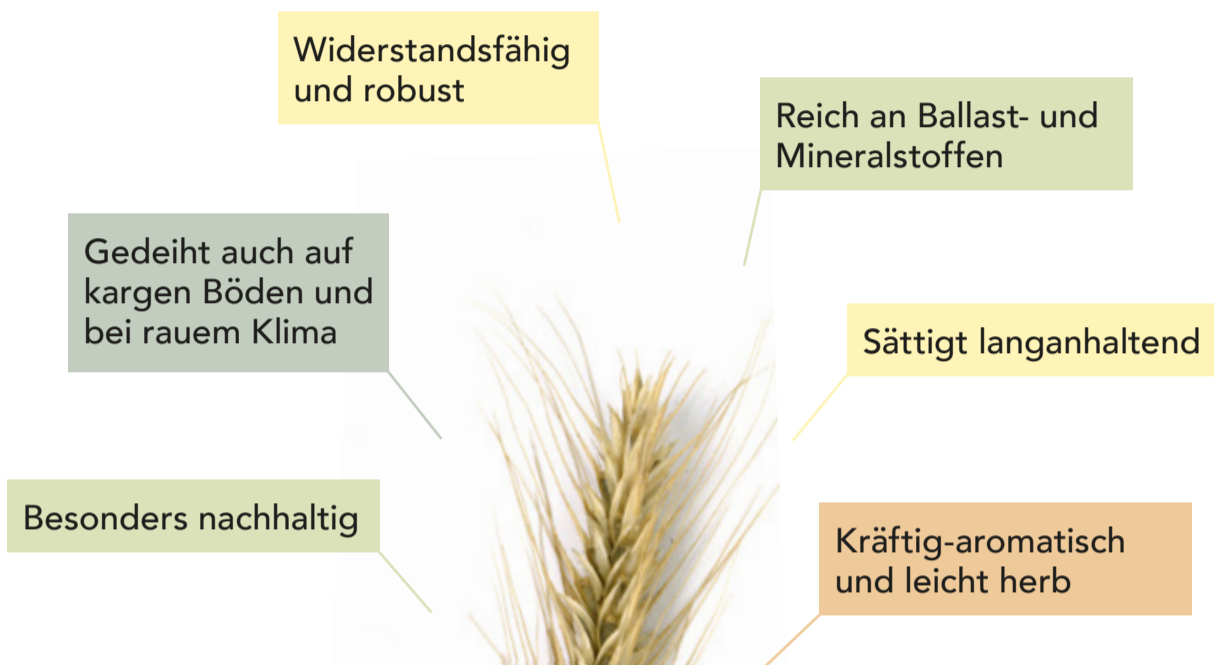 Widerstandsfähig
und robust
Reich an Ballast- und
Mineralstoffen
Gedeiht auch auf
kargen Böden und
bei rauem Klima
Sättigt langanhaltend
Besonders nachhaltig
Kräftig-aromatisch
und leicht herb